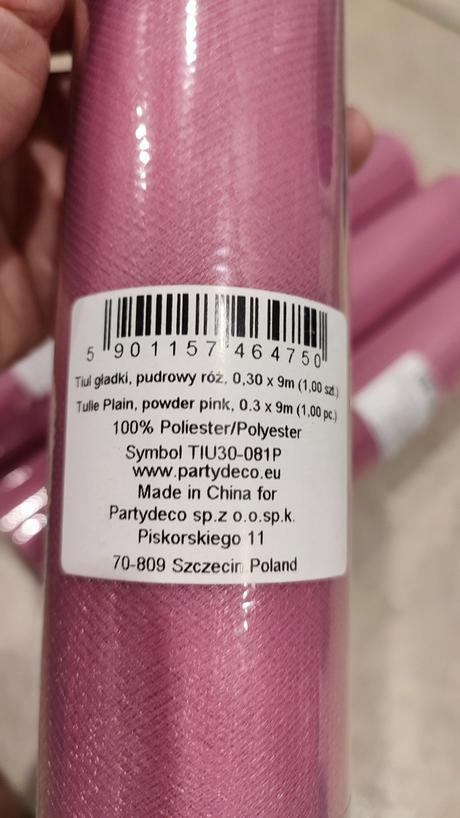 5 901157 464750
Tiul gładki, pudrowy róż, 0,30 x 9m (1,00 szt.)
Tulle Plain, powder pink, 0.3 x 9m (1,00 pc.)
100% Poliester/Polyester
Symbol TIU30-081P
www.partydeco.eu
Made in China for
Partydeco sp.z o.o.sp.k.
Piskorskiego 11
70-809 Szczecin Poland